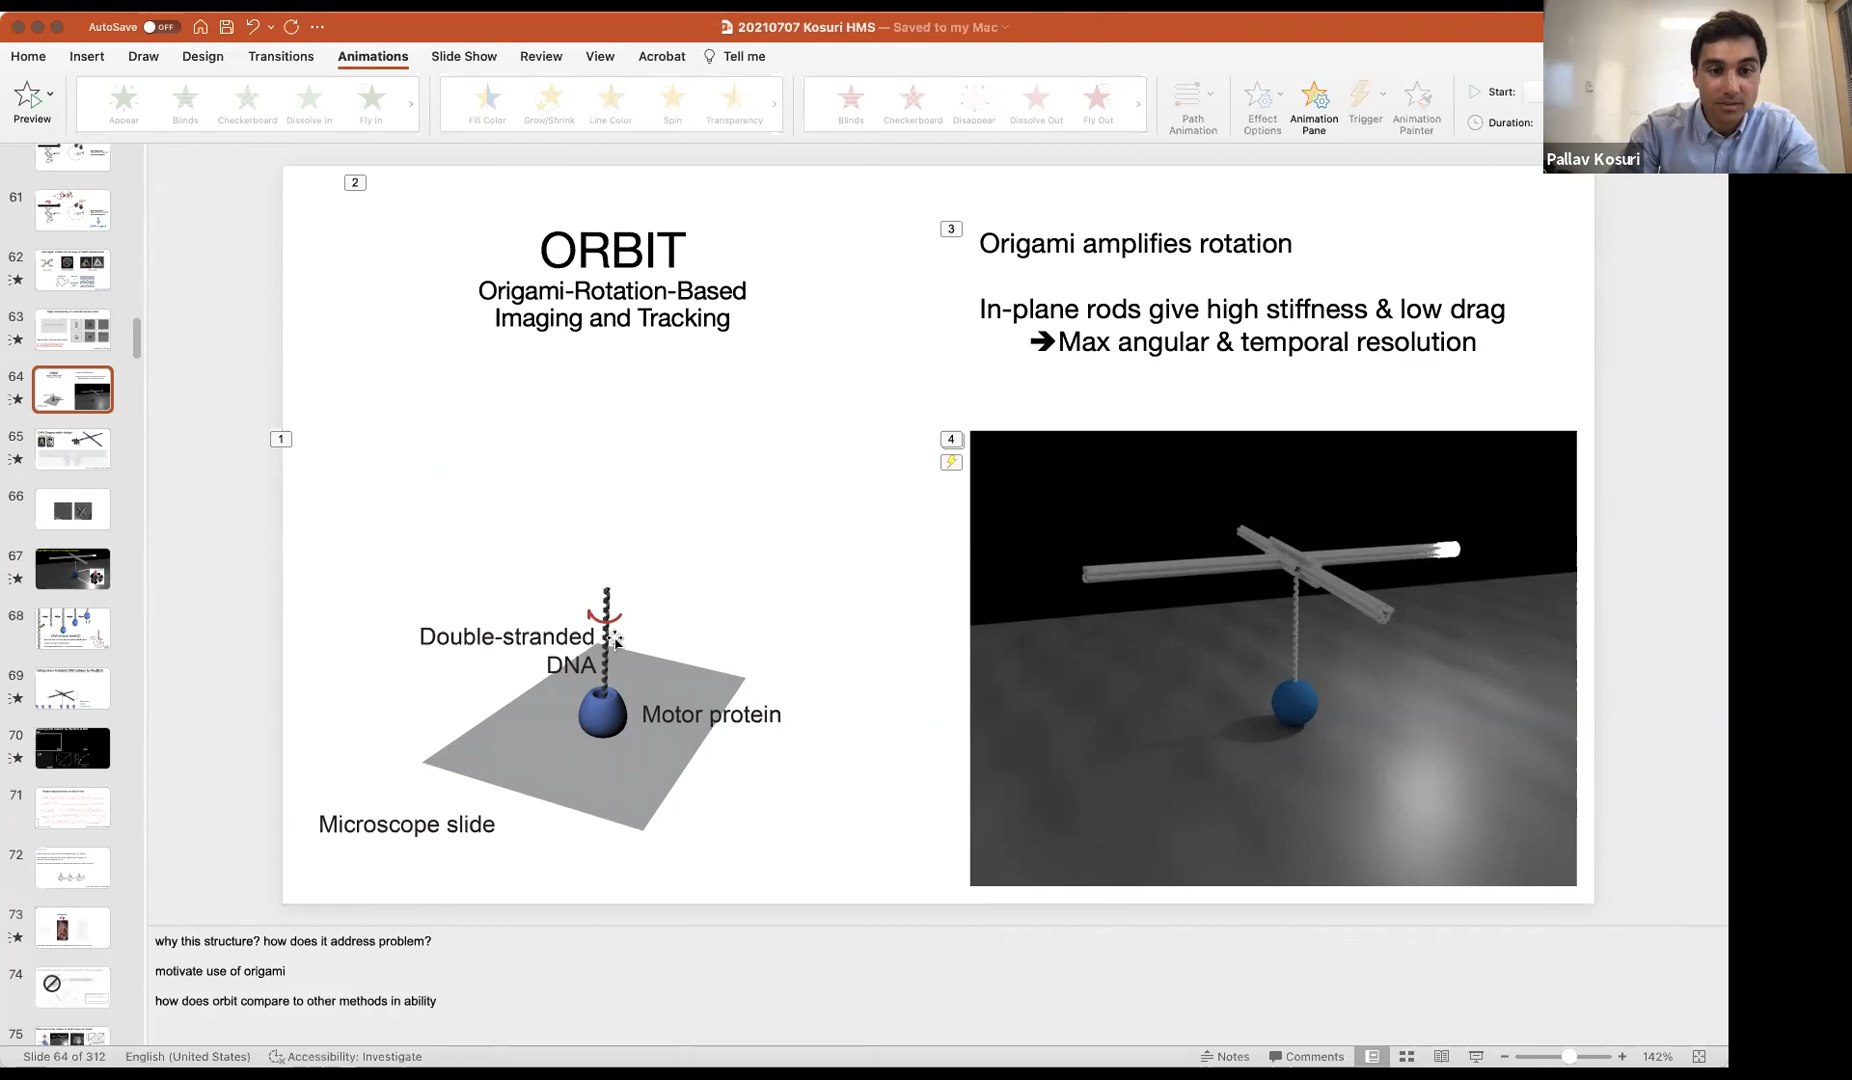 AutoSave OFF
20210707 Kosuri HMS — Saved to my Mac
Home Insert Draw Design Transitions Animations Slide Show Review View Acrobat Tell me
Preview
Appear Blinds Checkerboard Dissolve In Fly In
Fill Color Grow/Shrink Line Color Spin Transparency
Blinds Checkerboard Disappear Dissolve Out Fly Out
Path Animation
Effect Options
Animation Pane
Trigger
Animation Painter
Start:
Duration:
Pallav Kosuri
61
62
63
64
65
66
67
68
69
70
71
72
73
74
75
2
ORBIT
Origami-Rotation-Based
Imaging and Tracking
3
Origami amplifies rotation
In-plane rods give high stiffness & low drag
➔Max angular & temporal resolution
1
4
Double-stranded
DNA
Motor protein
Microscope slide
why this structure? how does it address problem?
motivate use of origami
how does orbit compare to other methods in ability
Slide 64 of 312 English (United States) Accessibility: Investigate
Notes Comments 142%